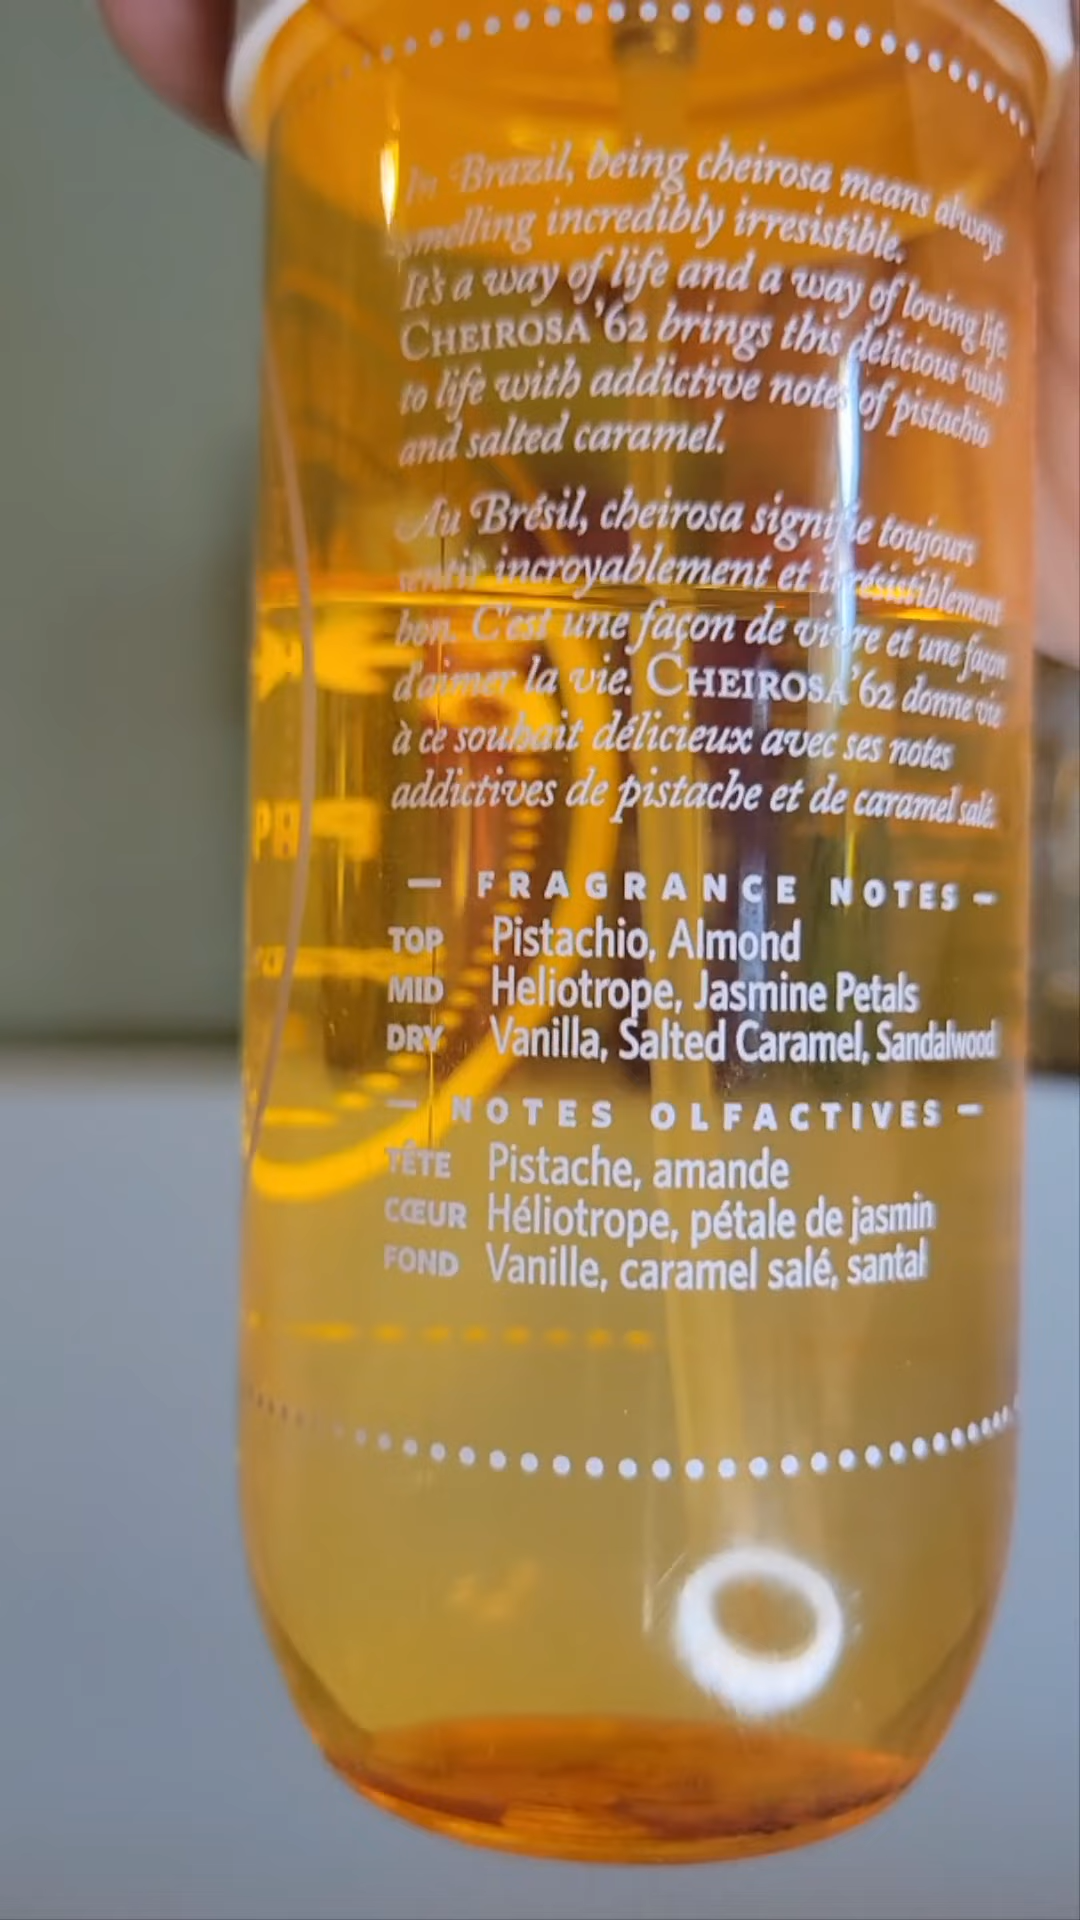 In Brazil, being cheirosa means always
smelling incredibly irresistible.
It's a way of life and a way of loving life.
CHEIROSA '62 brings this delicious wish
to life with addictive notes of pistachio
and salted caramel.
Au Brésil, cheirosa signifie toujours
sentir incroyablement et irrésistiblement
bon. C'est une façon de vivre et une façon
d'aimer la vie. CHEIROSA '62 donne vie
à ce souhait délicieux avec ses notes
addictives de pistache et de caramel salé.
— FRAGRANCE NOTES —
TOP Pistachio, Almond
MID Heliotrope, Jasmine Petals
DRY Vanilla, Salted Caramel, Sandalwood
— NOTES OLFACTIVES —
TÊTE Pistache, amande
CŒUR Héliotrope, pétale de jasmin
FOND Vanille, caramel salé, santal